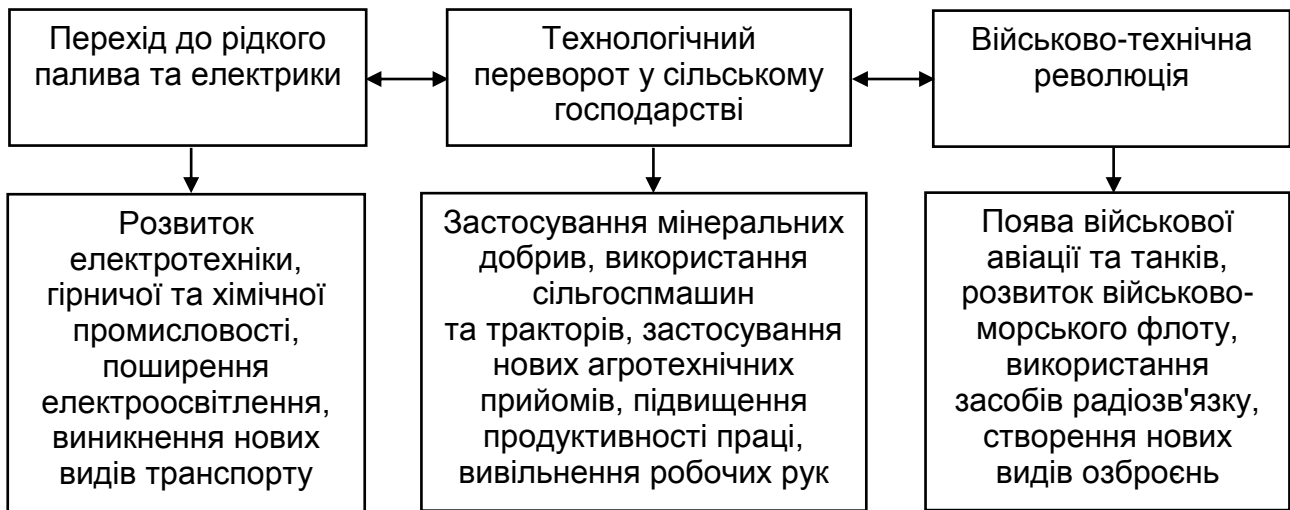 Перехід до рідкого
палива та електрики
Технологічний
переворот у сільському
господарстві
Військово-технічна
революція
Розвиток
електротехніки,
гірничої та хімічної
промисловості,
поширення
електроосвітлення,
виникнення нових
видів транспорту
Застосування мінеральних
добрив, використання
сільгоспмашин
та тракторів, застосування
нових агротехнічних
прийомів, підвищення
продуктивності праці,
вивільнення робочих рук
Поява військової
авіації та танків,
розвиток військово-
морського флоту,
використання
засобів радіозв'язку,
створення нових
видів озброєнь